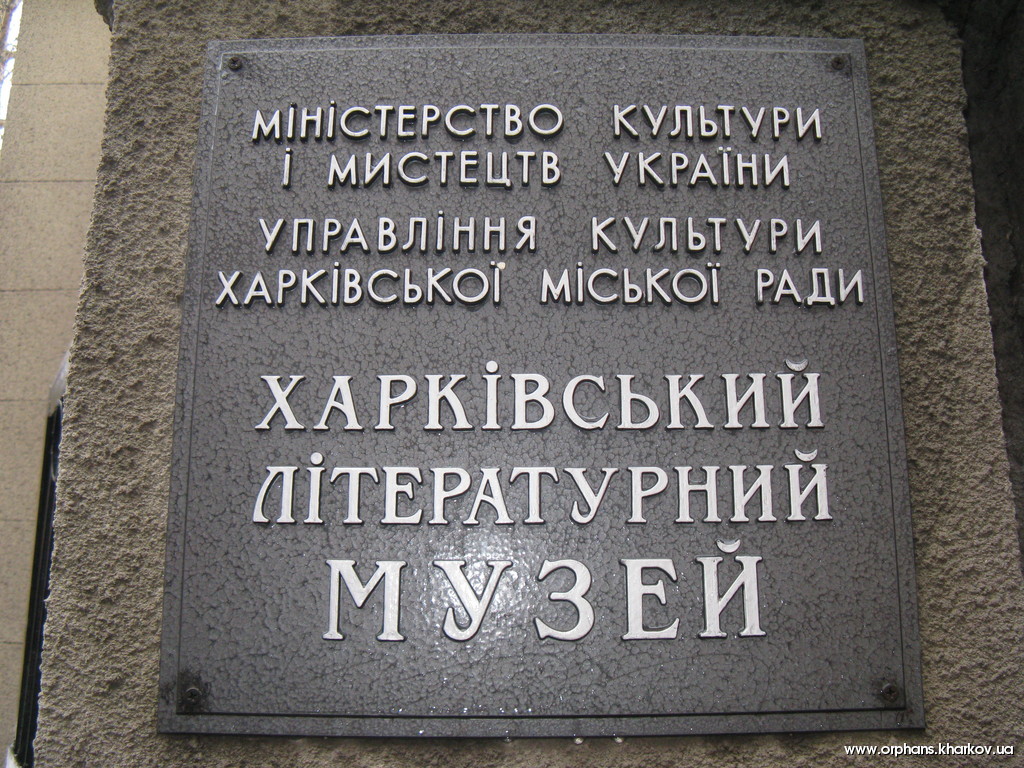 МІНІСТЕРСТВО КУЛЬТУРИ
І МИСТЕЦТВ УКРАЇНИ
УПРАВЛІННЯ КУЛЬТУРИ
ХАРКІВСЬКОЇ МІСЬКОЇ РАДИ
ХАРКІВСЬКИЙ
ЛІТЕРАТУРНИЙ
МУЗЕЙ
www.orphans.kharkov.ua